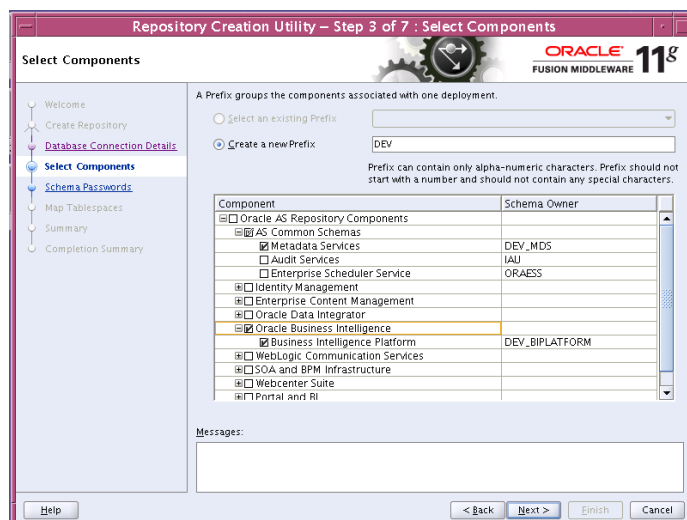 Repository Creation Utility – Step 3 of 7 : Select Components
Select Components
ORACLE
FUSION MIDDLEWARE
11g
Welcome
Create Repository
Database Connection Details
Select Components
Schema Passwords
Map Tablespaces
Summary
Completion Summary
A Prefix groups the components associated with one deployment.
Select an existing Prefix
Create a new Prefix
DEV
Prefix can contain only alpha-numeric characters. Prefix should not
start with a number and should not contain any special characters.
Component Schema Owner
Oracle AS Repository Components
AS Common Schemas
Metadata Services DEV_MDS
Audit Services IAU
Enterprise Scheduler Service ORAESS
Identity Management
Enterprise Content Management
Oracle Data Integrator
Oracle Business Intelligence
Business Intelligence Platform DEV_BIPLATFORM
WebLogic Communication Services
SOA and BPM Infrastructure
Webcenter Suite
Portal and BI
Messages:
Help < Back Next > Finish Cancel